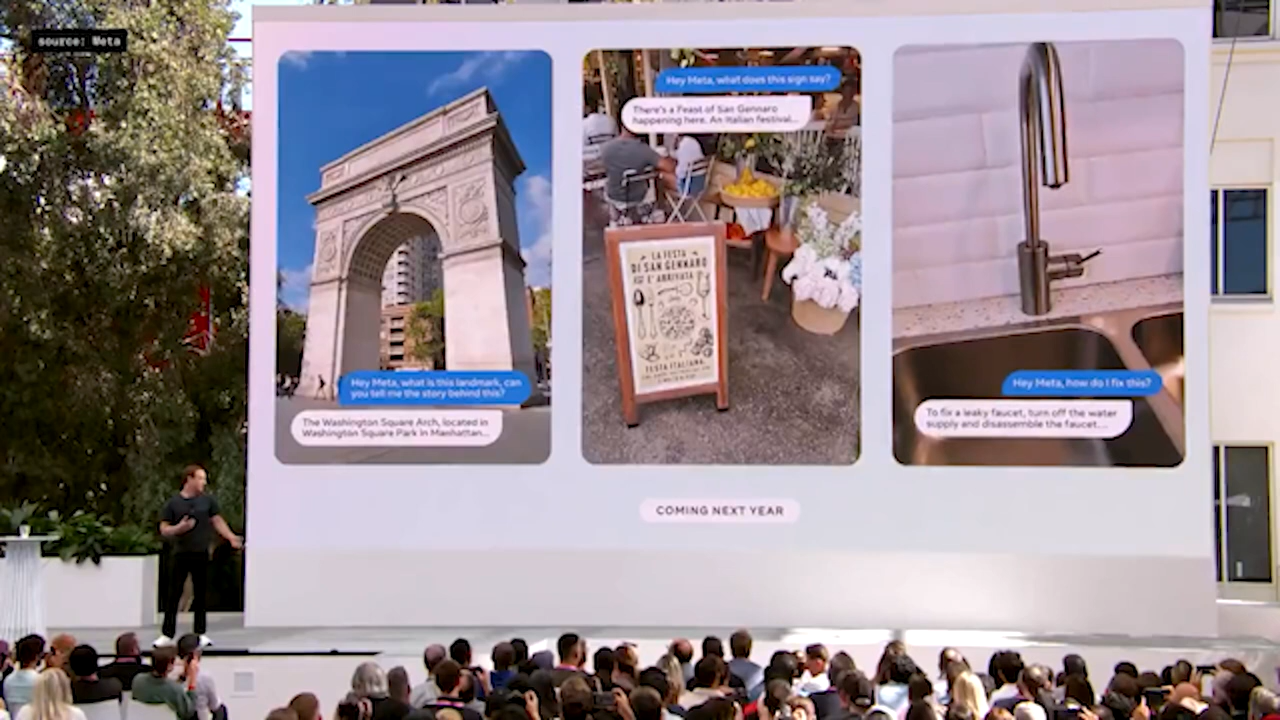 source: Meta
Hey Meta, what is this landmark, can
you tell me the story behind this?
The Washington Square Arch, located in
Washington Square Park in Manhattan...
Hey Meta, what does this sign say?
There's a Feast of San Gennaro
happening here. An Italian festival...
LA FESTA
DI SAN GENNARO
E' ARRIVATA
FESTA ITALIANA
Hey Meta, how do I fix this?
To fix a leaky faucet, turn off the water
supply and disassemble the faucet....
COMING NEXT YEAR